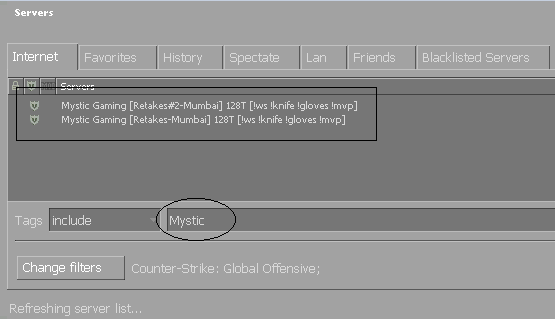 Servers
Internet
Favorites
History
Spectate
Lan
Friends
Blacklisted Servers
Servers
Mystic Gaming [Retakes#2-Mumbai] 128T [!ws !knife !gloves !mvp]
Mystic Gaming [Retakes-Mumbai] 128T [!ws !knife !gloves !mvp]
Tags include Mystic
Change filters Counter-Strike: Global Offensive;
Refreshing server list...